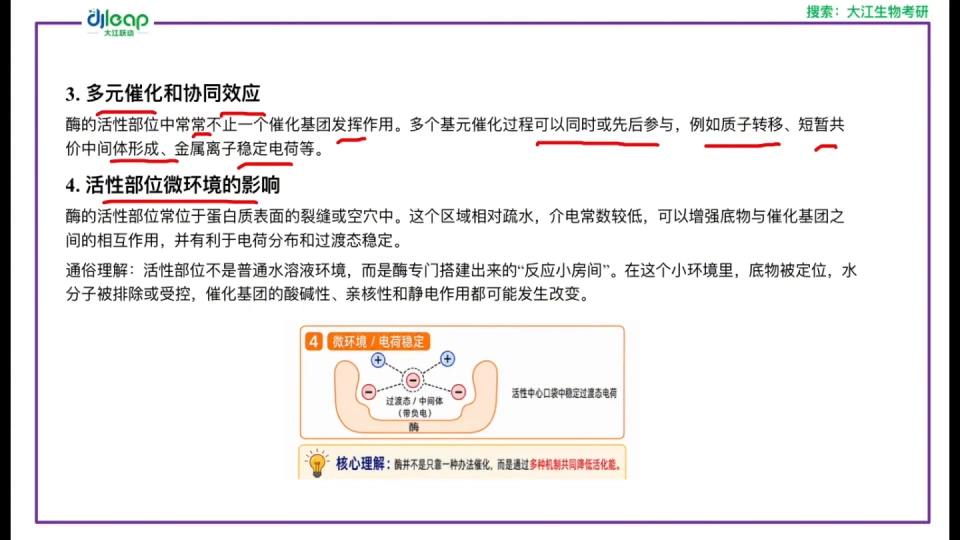 djleap
大江跃动
搜索：大江生物考研
3. 多元催化和协同效应
酶的活性部位中常常不止一个催化基团发挥作用。多个基元催化过程可以同时或先后参与，例如质子转移、短暂共
价中间体形成、金属离子稳定电荷等。
4. 活性部位微环境的影响
酶的活性部位常位于蛋白质表面的裂缝或空穴中。这个区域相对疏水，介电常数较低，可以增强底物与催化基团之
间的相互作用，并有利于电荷分布和过渡态稳定。
通俗理解：活性部位不是普通水溶液环境，而是酶专门搭建出来的“反应小房间”。在这个小环境里，底物被定位，水
分子被排除或受控，催化基团的酸碱性、亲核性和静电作用都可能发生改变。
4 微环境 / 电荷稳定
+ +
− − −
过渡态 / 中间体
（带负电）
酶
活性中心口袋中稳定过渡态电荷
核心理解：酶并不是只靠一种办法催化，而是通过多种机制共同降低活化能。